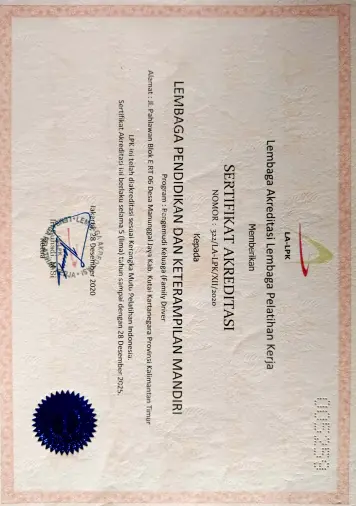 LA-LPK
Lembaga Akreditasi Lembaga Pelatihan Kerja
Memberikan
SERTIFIKAT AKREDITASI
NOMOR : 322/LA-LPK/XII/2020
Kepada
LEMBAGA PENDIDIKAN DAN KETERAMPILAN MANDIRI
Program : Pengemudi Keluaga (Family Driver
Alamat : Jl. Pahlawan Blok E RT 06 Desa Manunggal Jaya Kab. Kutai Kartanegara Provinsi Kalimantan Timur
LPK ini telah diakreditasi sesuai Kerangka Mutu Pelatihan Indonesia.
Sertifikat Akreditasi ini berlaku selama 5 (lima) tahun sampai dengan 28 Desember 2025.
Jakarta, 28 Desember 2020